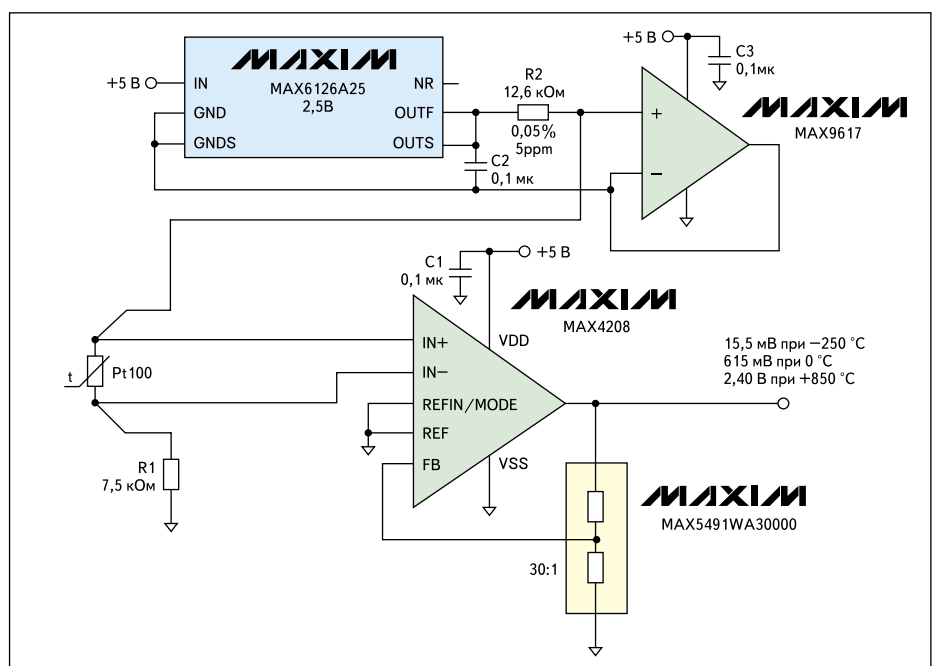 MAXIM
MAX6126A25
2,5В
+5 В
IN
GND
GNDS
NR
OUTF
OUTS
C2
0,1 мк
R2
12,6 кОм
0,05%
5ppm
+5 В
C3
0,1мк
+
−
MAXIM
MAX9617
C1
0,1 мк
+5 В
MAXIM
MAX4208
IN+
IN−
REFIN/MODE
REF
FB
VDD
VSS
t
Pt100
R1
7,5 кОм
15,5 мВ при −250 °C
615 мВ при 0 °C
2,40 В при +850 °C
MAXIM
MAX5491WA30000
30:1